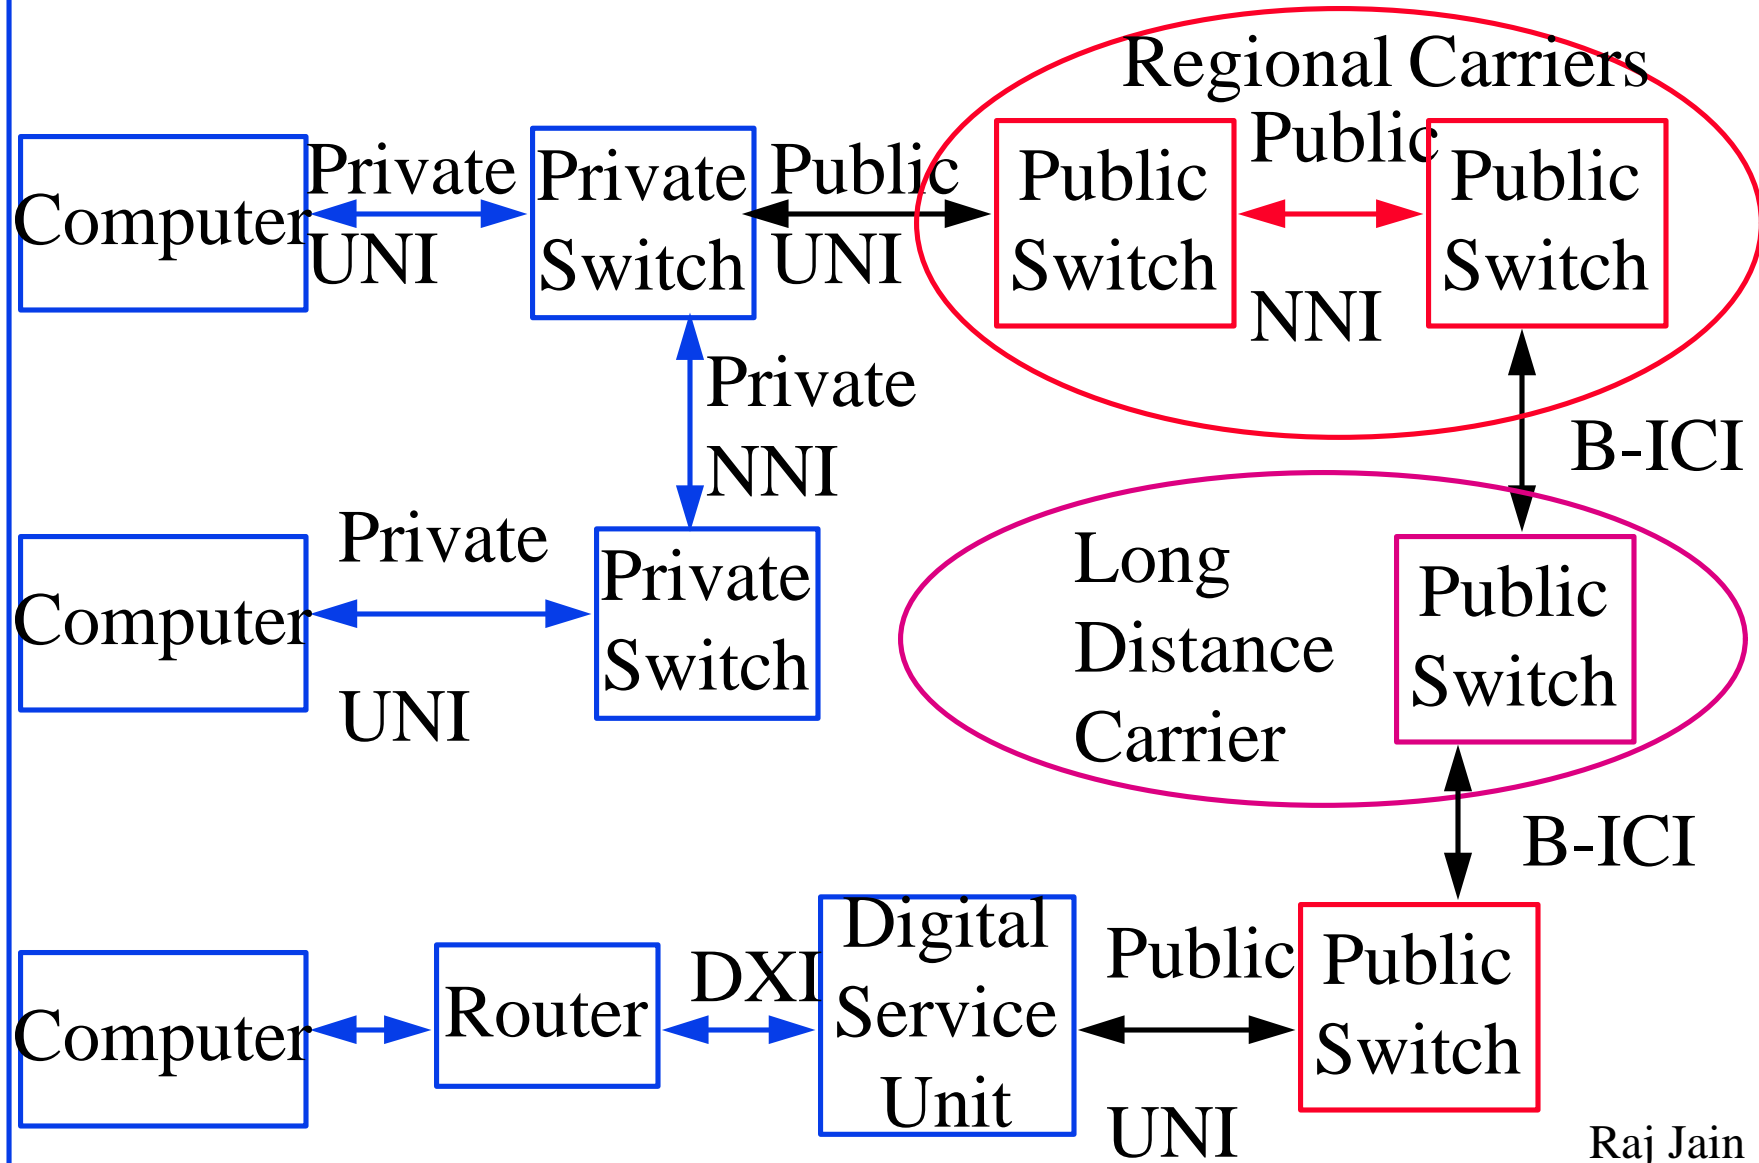 Regional Carriers
Computer
Private
UNI
Private
Switch
Public
UNI
Public
Switch
Public
NNI
Public
Switch
Private
NNI
B-ICI
Computer
Private
UNI
Private
Switch
Long
Distance
Carrier
Public
Switch
B-ICI
Computer
Router
DXI
Digital
Service
Unit
Public
UNI
Public
Switch
Raj Jain